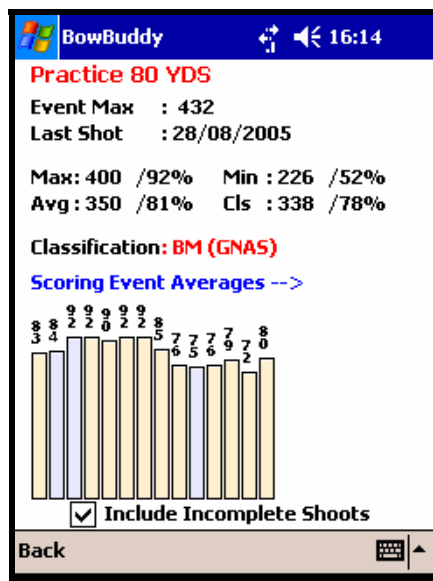 BowBuddy 16:14
Practice 80 YDS
Event Max : 432
Last Shot : 28/08/2005
Max: 400 /92% Min : 226 /52%
Avg : 350 /81% Cls : 338 /78%
Classification: BM (GNAS)
Scoring Event Averages -->
83 84 92 92 90 92 92 85 76 75 76 79 72 80
Include Incomplete Shoots
Back